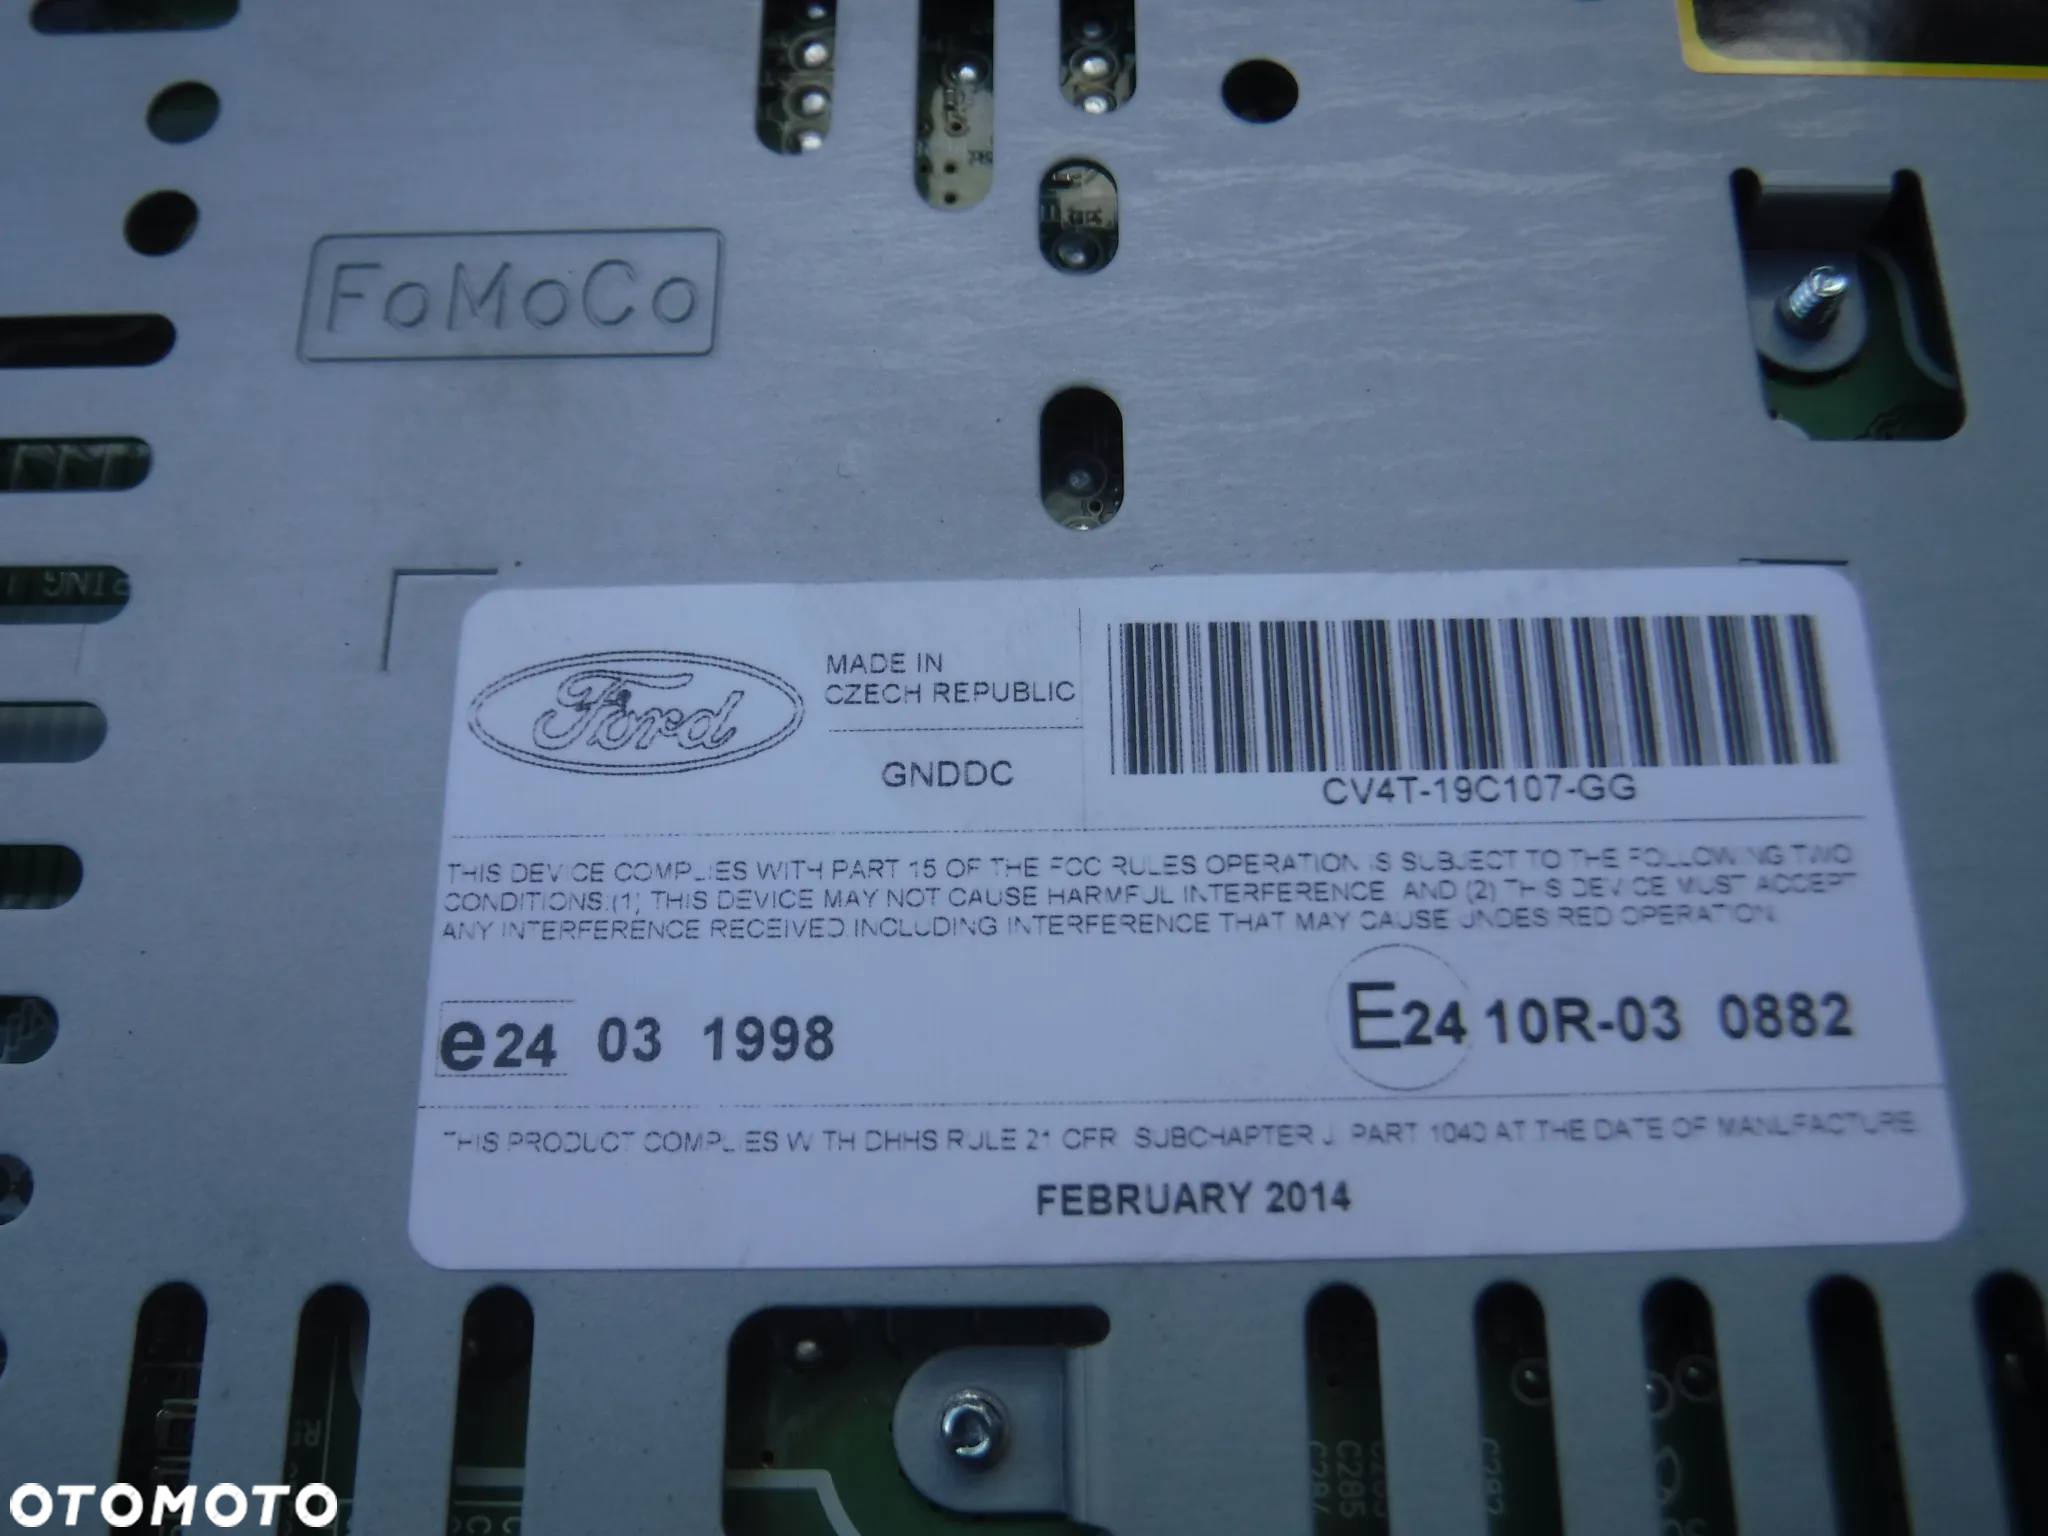 FoMoCo
Ford
MADE IN
CZECH REPUBLIC
GNDDC
CV4T-19C107-GG
THIS DEVICE COMPLIES WITH PART 15 OF THE FCC RULES OPERATION IS SUBJECT TO THE FOLLOWING TWO
CONDITIONS.(1) THIS DEVICE MAY NOT CAUSE HARMFUL INTERFERENCE AND (2) THIS DEVICE MUST ACCEPT
ANY INTERFERENCE RECEIVED.INCLUDING INTERFERENCE THAT MAY CAUSE UNDESIRED OPERATION.
e24 03 1998
E24 10R-03 0882
THIS PRODUCT COMPLIES WITH DHHS RULE 21 CFR SUBCHAPTER J PART 1040 AT THE DATE OF MANUFACTURE
FEBRUARY 2014
C285
OTOMOTO